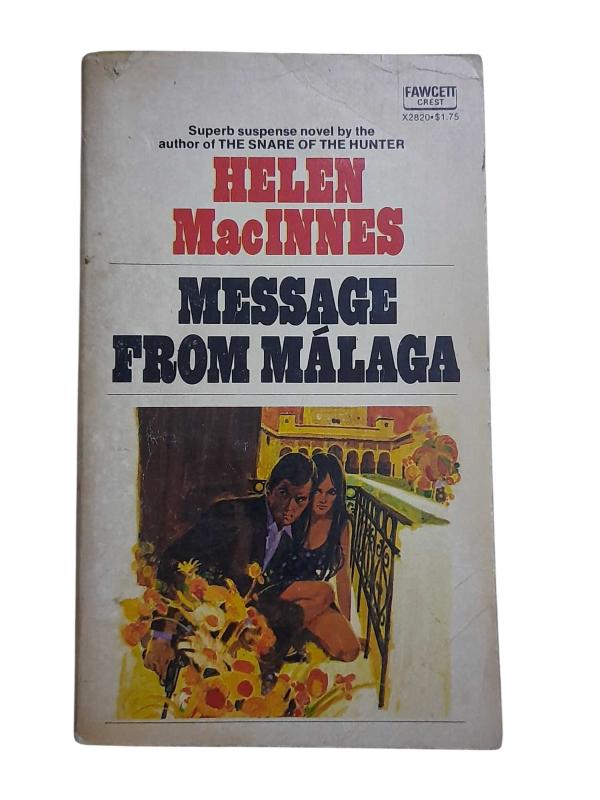 FAWCETT
CREST
X2820•$1.75
Superb suspense novel by the
author of THE SNARE OF THE HUNTER
HELEN
MacINNES
MESSAGE
FROM MÁLAGA